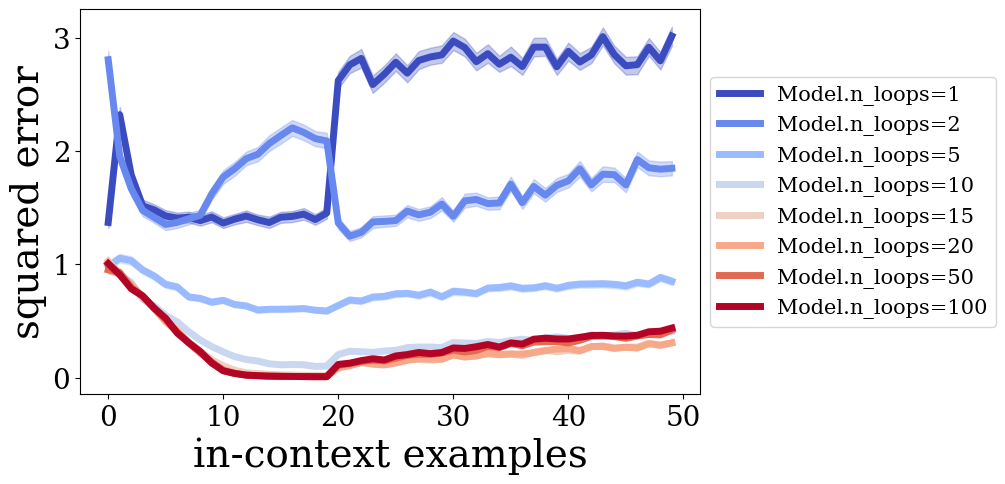 3
2
1
0
squared error
0
10
20
30
40
50
in-context examples
Model.n_loops=1
Model.n_loops=2
Model.n_loops=5
Model.n_loops=10
Model.n_loops=15
Model.n_loops=20
Model.n_loops=50
Model.n_loops=100